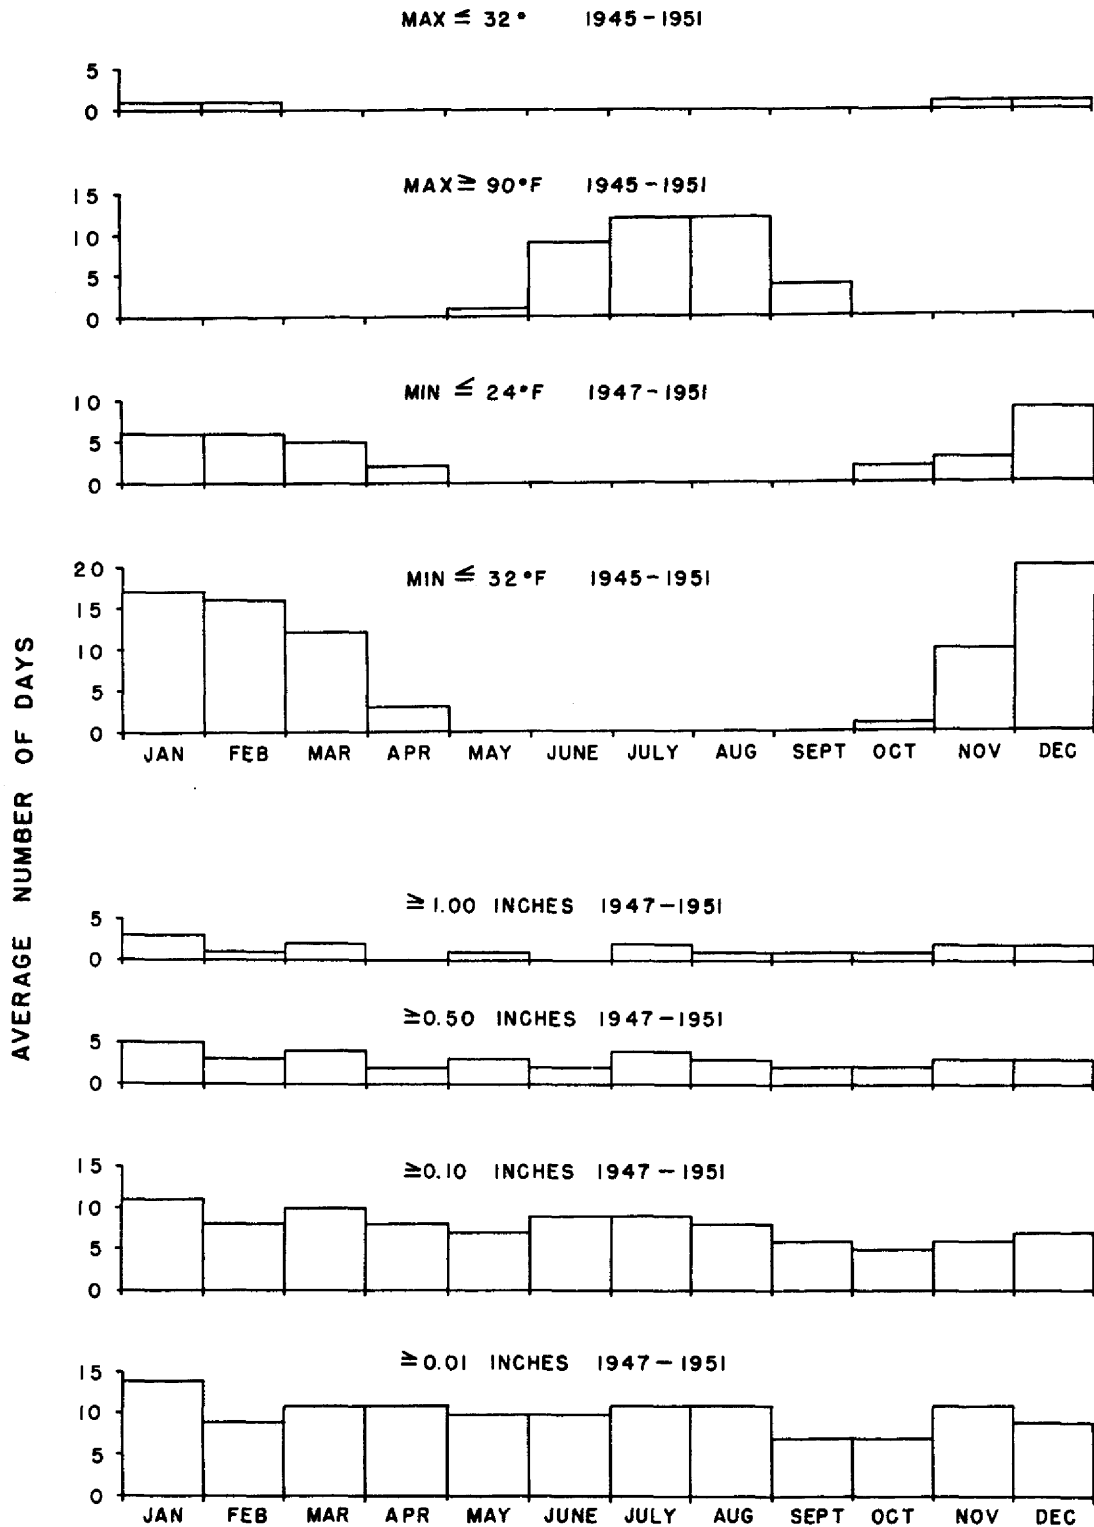 MAX ≦ 32° 1945-1951
5
0
MAX ≧ 90°F 1945-1951
15
10
5
0
MIN ≦ 24°F 1947-1951
10
5
0
MIN ≦ 32°F 1945-1951
20
15
10
5
0
JAN FEB MAR APR MAY JUNE JULY AUG SEPT OCT NOV DEC
AVERAGE NUMBER OF DAYS
≧ 1.00 INCHES 1947-1951
5
0
≧0.50 INCHES 1947-1951
5
0
≧0.10 INCHES 1947-1951
15
10
5
0
≧0.01 INCHES 1947-1951
15
10
5
0
JAN FEB MAR APR MAY JUNE JULY AUG SEPT OCT NOV DEC